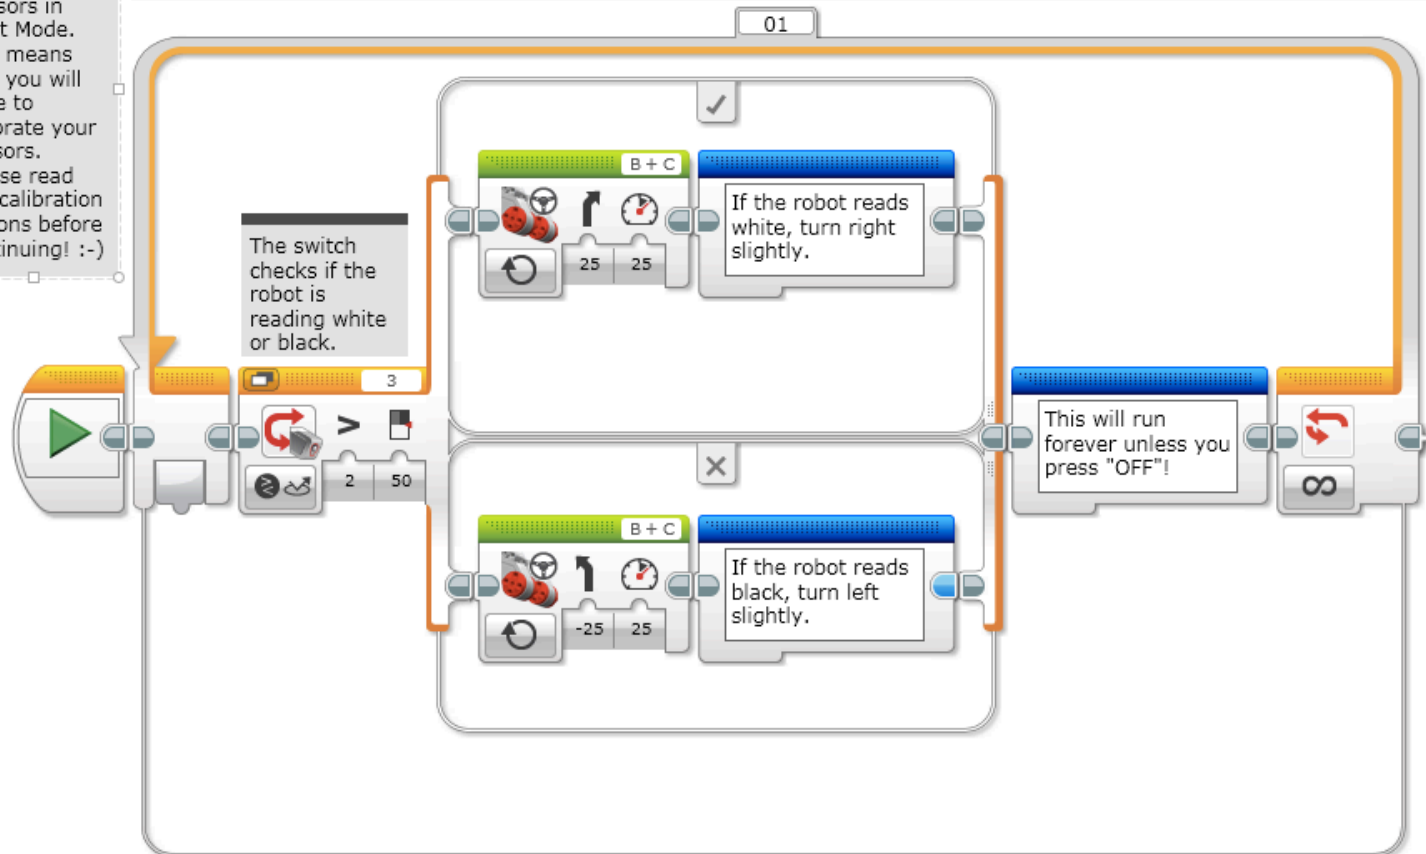 sors in
t Mode.
means
you will
e to
orate your
sors.
se read
calibration
ons before
tinuing! :-)
01
The switch
checks if the
robot is
reading white
or black.
3
>
2 50
B + C
25 25
If the robot reads
white, turn right
slightly.
B + C
-25 25
If the robot reads
black, turn left
slightly.
This will run
forever unless you
press "OFF"!
∞